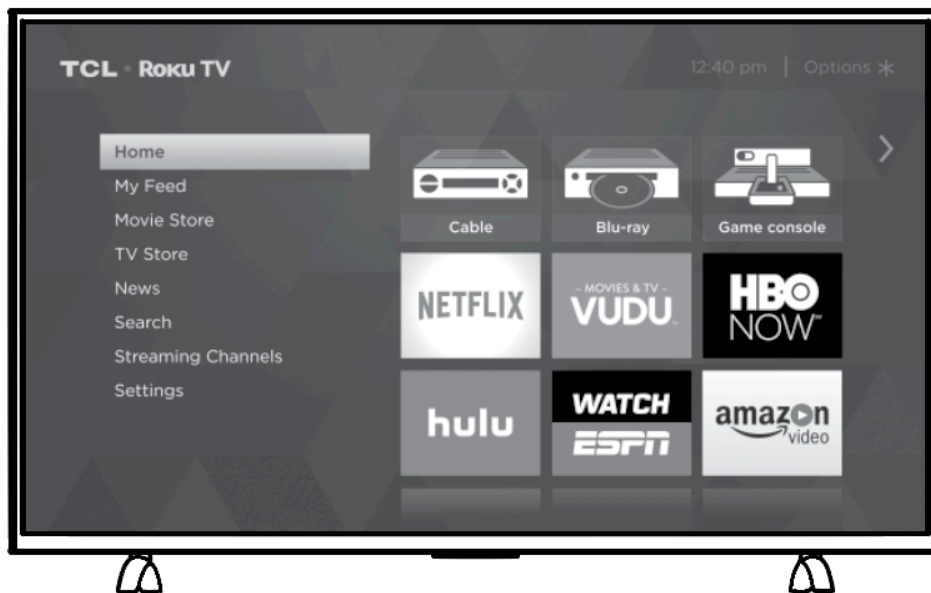 TCL • Roku TV
12:40 pm | Options
Home
My Feed
Movie Store
TV Store
News
Search
Streaming Channels
Settings
Cable
Blu-ray
Game console
NETFLIX
- MOVIES & TV -
VUDU
HBO
NOW
hulu
WATCH
ESPN
amazon
video